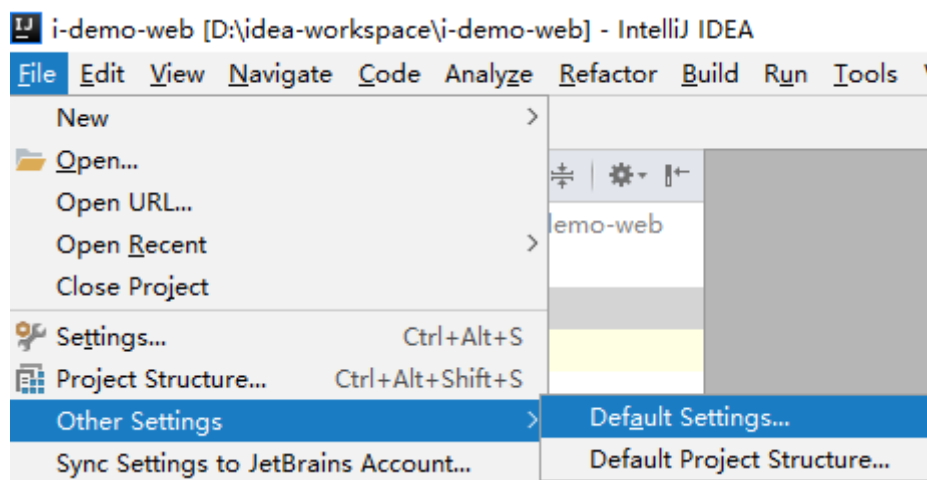 i-demo-web [D:\idea-workspace\i-demo-web] - IntelliJ IDEA
File Edit View Navigate Code Analyze Refactor Build Run Tools
New
Open...
Open URL...
lemo-web
Open Recent
Close Project
Settings... Ctrl+Alt+S
Project Structure... Ctrl+Alt+Shift+S
Other Settings Default Settings...
Sync Settings to JetBrains Account... Default Project Structure...